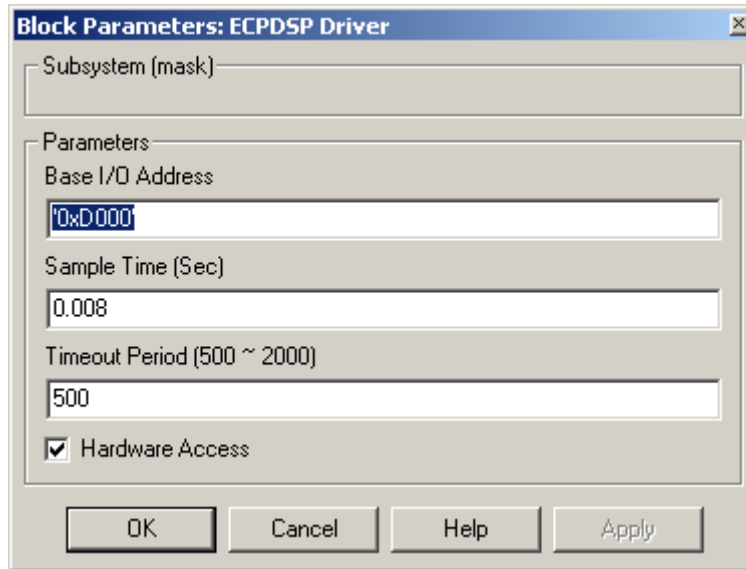 Block Parameters: ECPDSP Driver
Subsystem (mask)
Parameters
Base I/O Address
'0xD000'
Sample Time (Sec)
0.008
Timeout Period (500 ~ 2000)
500
Hardware Access
OK Cancel Help Apply